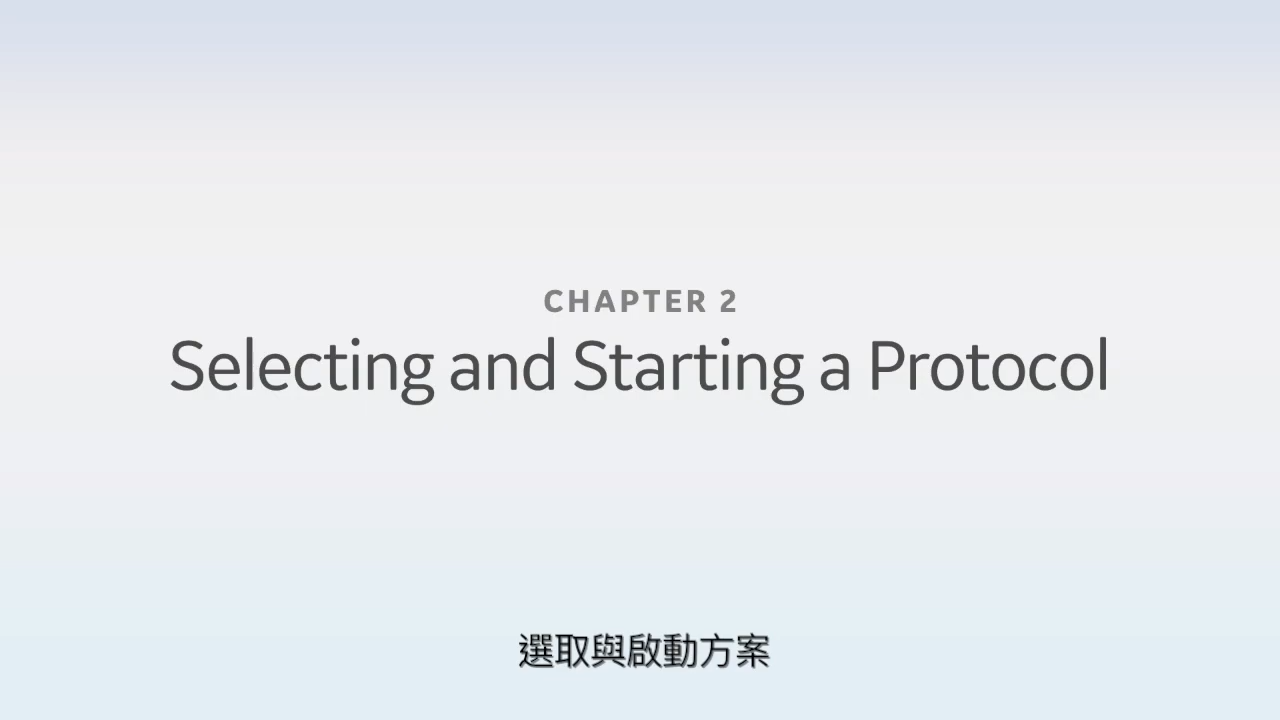 CHAPTER 2
Selecting and Starting a Protocol
選取與啟動方案